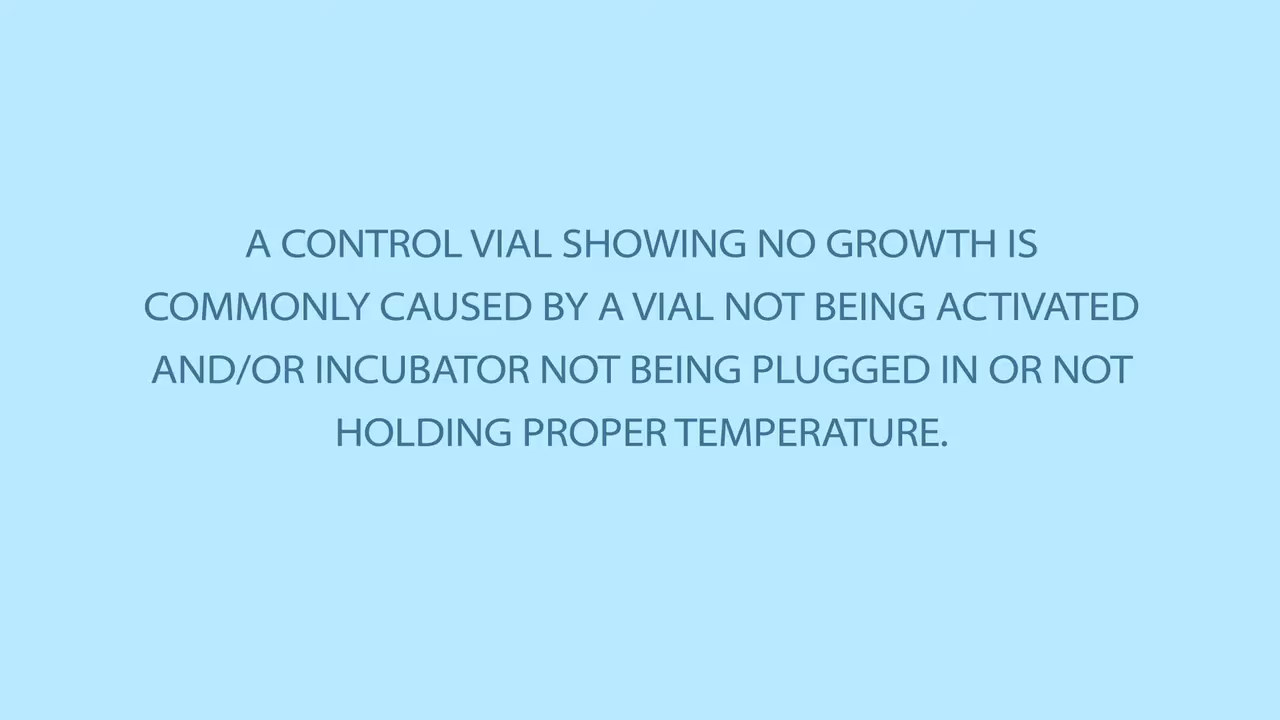 A CONTROL VIAL SHOWING NO GROWTH IS
COMMONLY CAUSED BY A VIAL NOT BEING ACTIVATED
AND/OR INCUBATOR NOT BEING PLUGGED IN OR NOT
HOLDING PROPER TEMPERATURE.